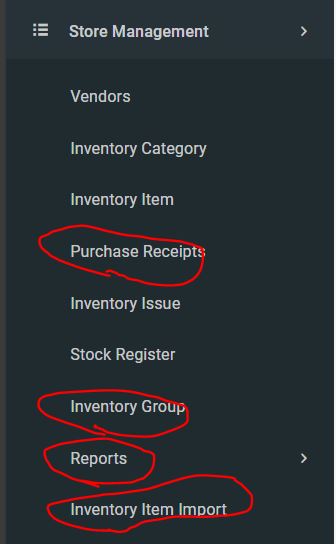 Store Management
Vendors
Inventory Category
Inventory Item
Purchase Receipts
Inventory Issue
Stock Register
Inventory Group
Reports
Inventory Item Import